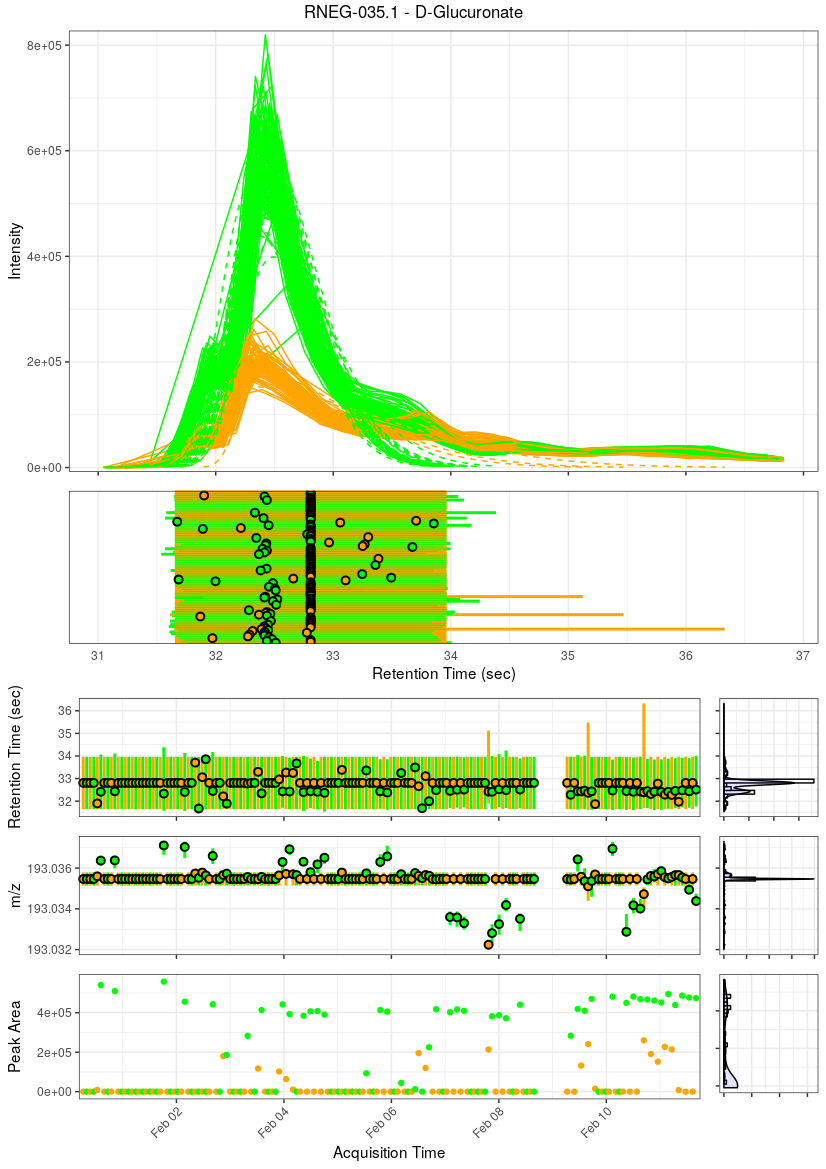 RNEG-035.1 - D-Glucuronate
Intensity
8e+05
6e+05
4e+05
2e+05
0e+00
31 32 33 34 35 36 37
Retention Time (sec)
Retention Time (sec)
36
35
34
33
32
m/z
193.036
193.034
193.032
Peak Area
4e+05
2e+05
0e+00
Feb 02 Feb 04 Feb 06 Feb 08 Feb 10
Acquisition Time